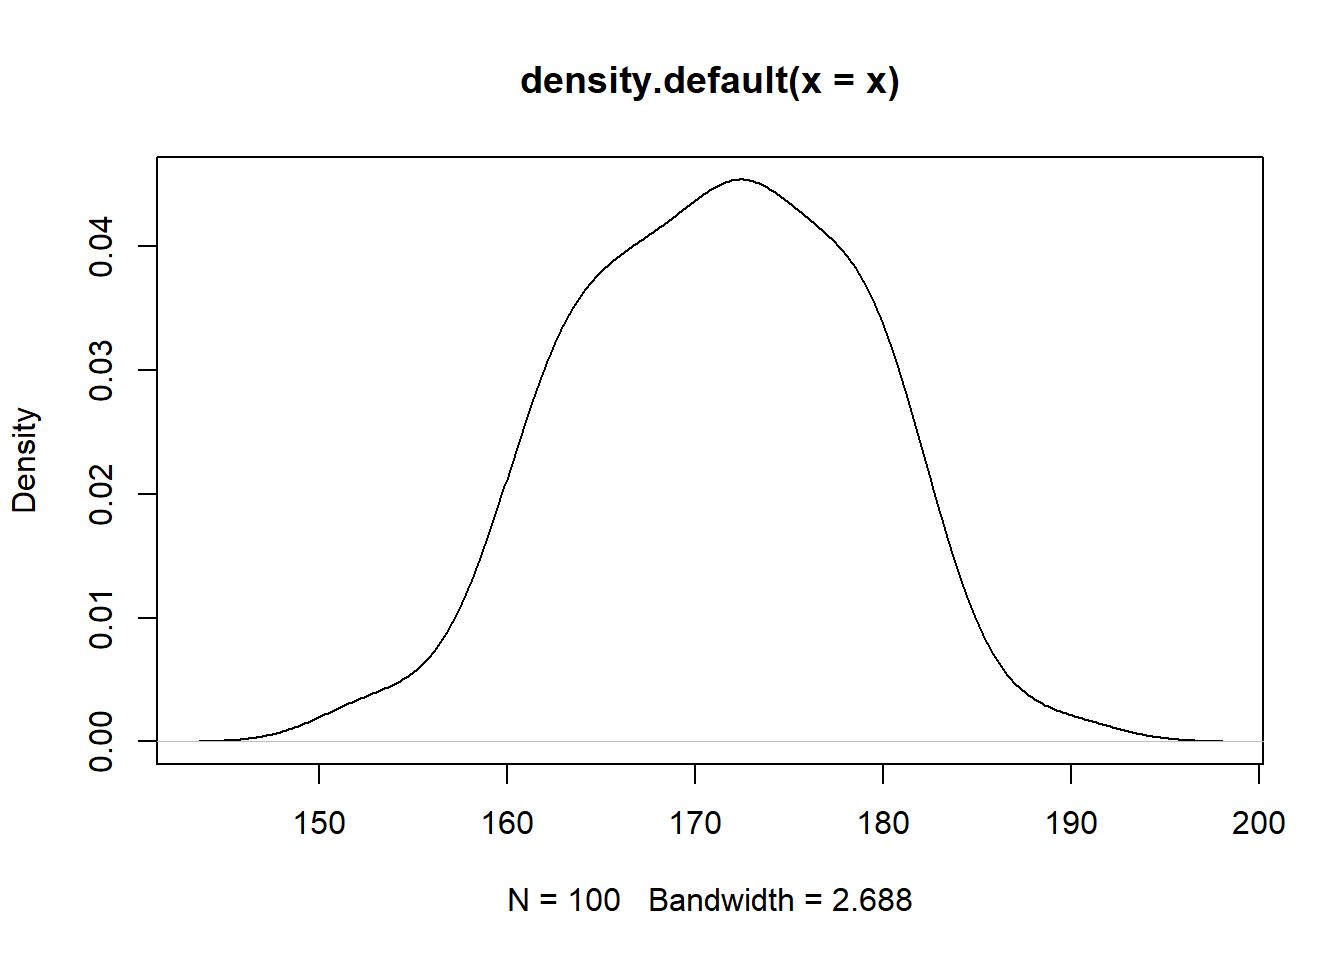 density.default(x = x)
Density
0.04
0.03
0.02
0.01
0.00
150 160 170 180 190 200
N = 100   Bandwidth = 2.688